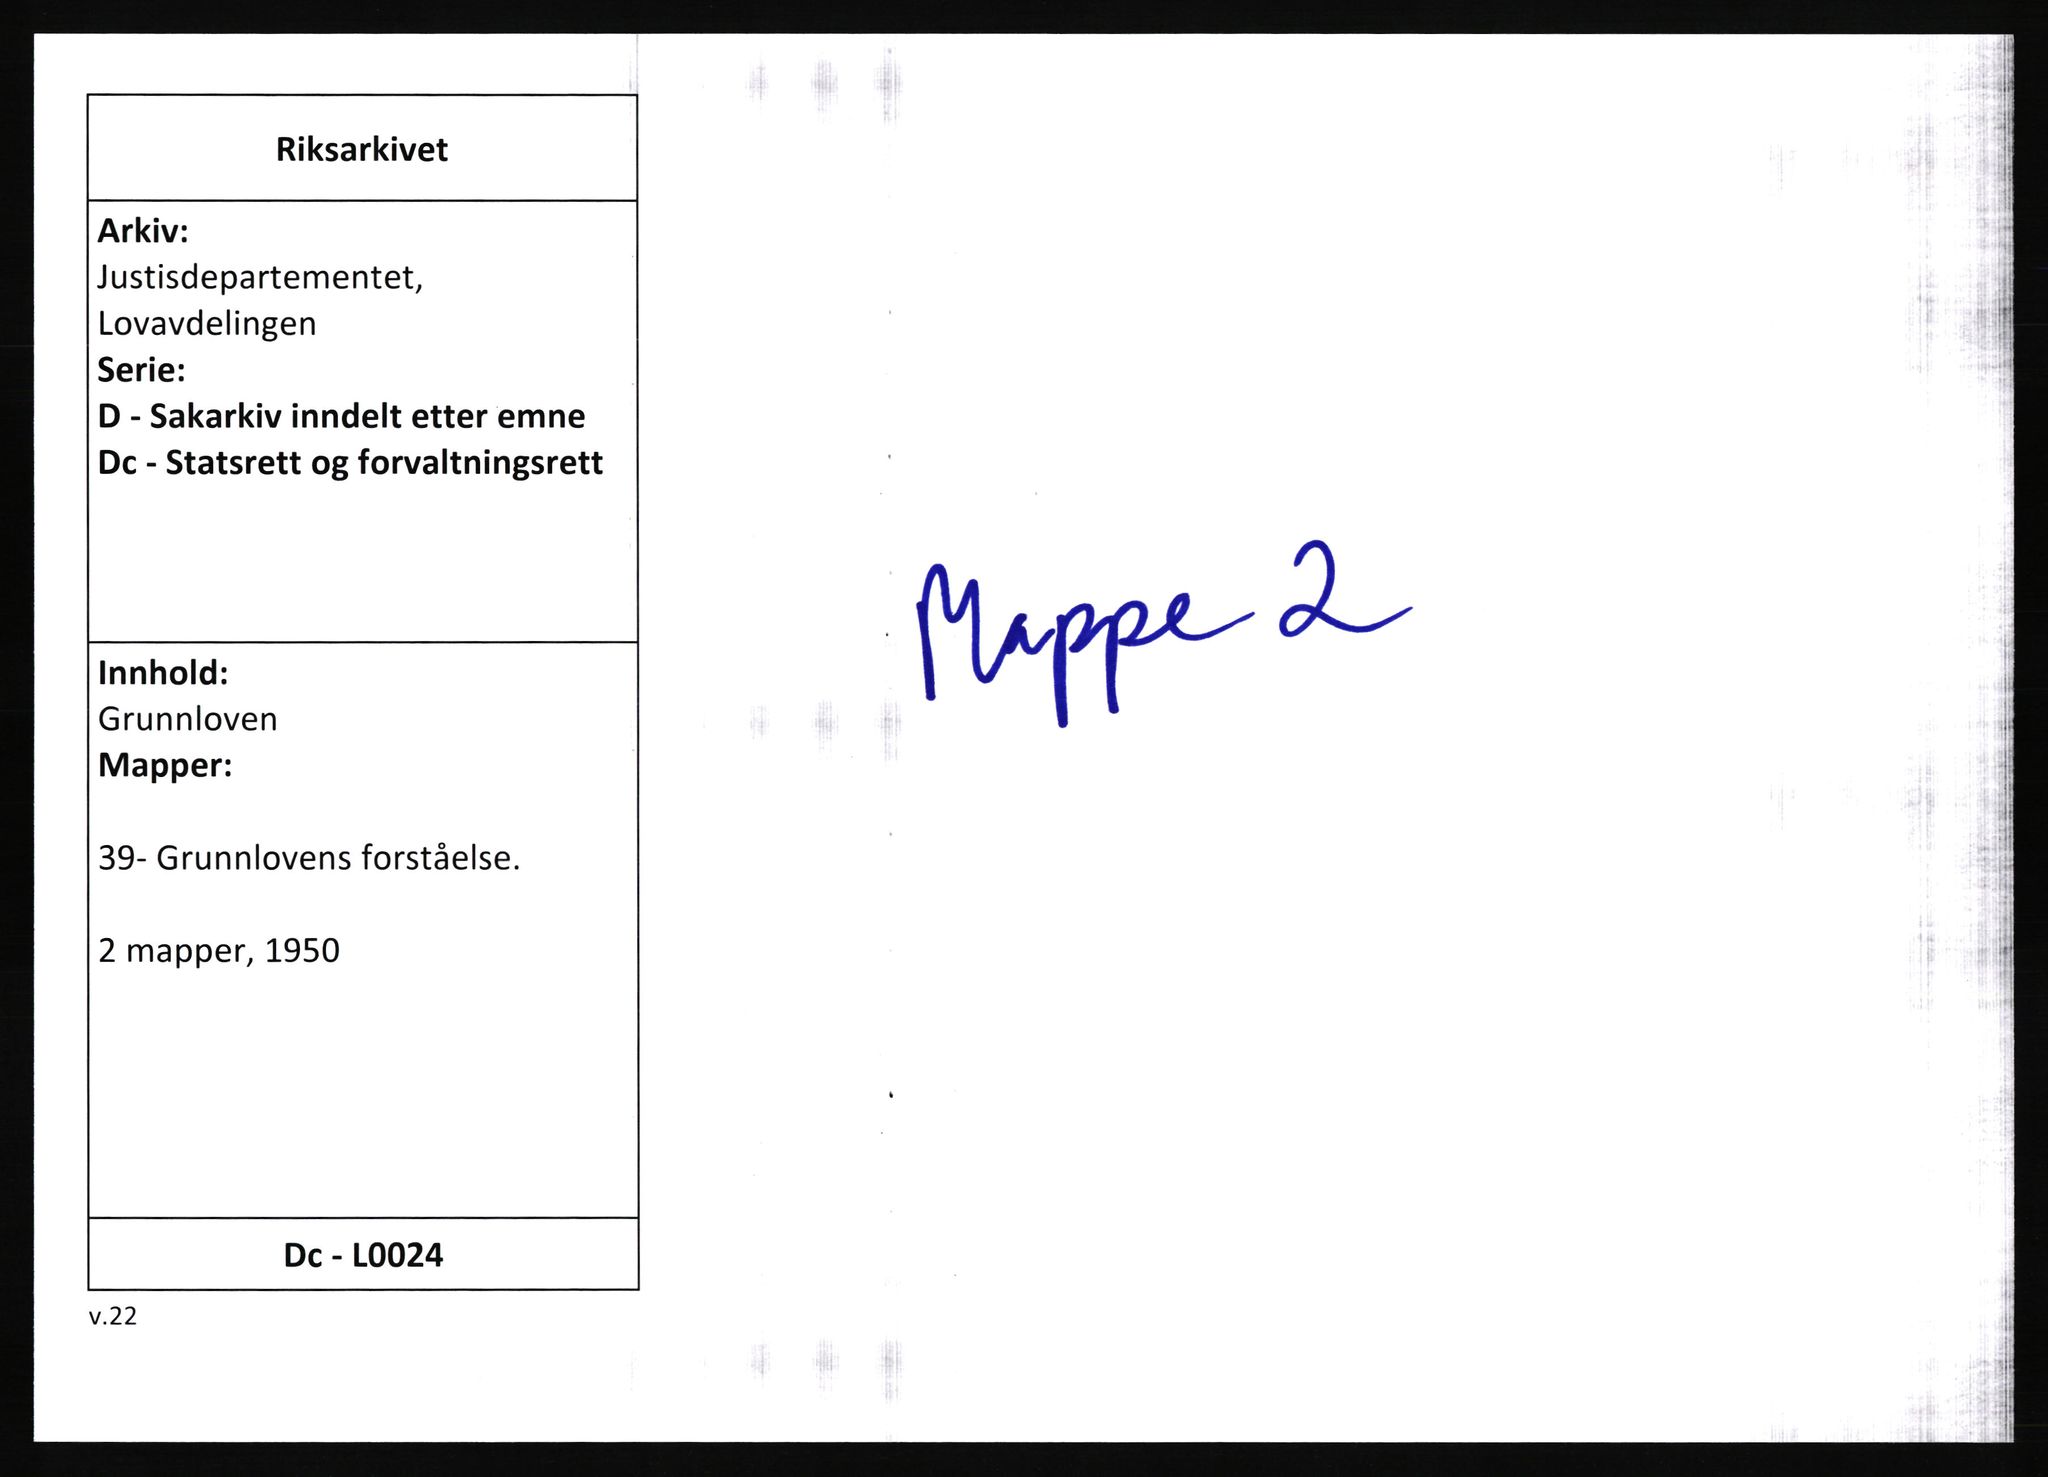 Riksarkivet
Arkiv:
Justisdepartementet,
Lovavdelingen
Serie:
D - Sakarkiv inndelt etter emne
Dc - Statsrett og forvaltningsrett
Innhold:
Grunnloven
Mapper:
39- Grunnlovens forståelse.
2 mapper, 1950
Dc - L0024
v.22
Mappe 2